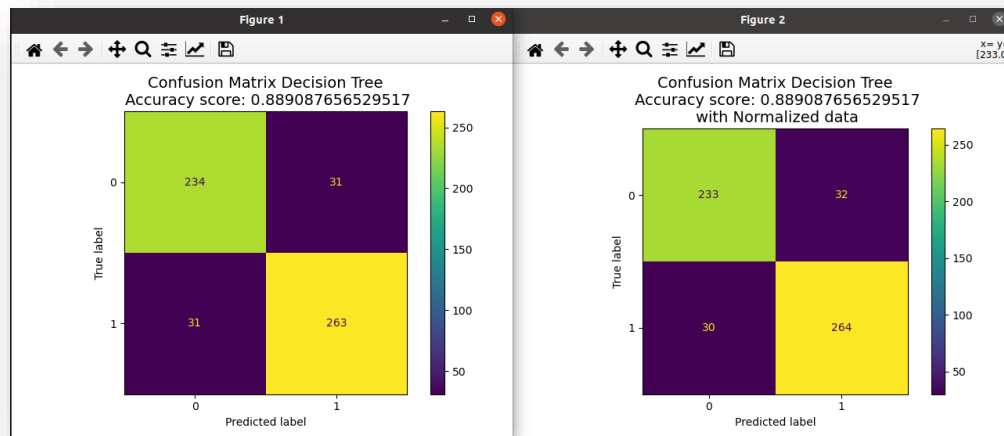 Figure 1
Confusion Matrix Decision Tree
Accuracy score: 0.889087656529517
0
234
31
1
31
263
True label
0
1
Predicted label
250
200
150
100
50
Figure 2
x= y=
[233.0
Confusion Matrix Decision Tree
Accuracy score: 0.889087656529517
with Normalized data
0
233
32
1
30
264
True label
0
1
Predicted label
250
200
150
100
50